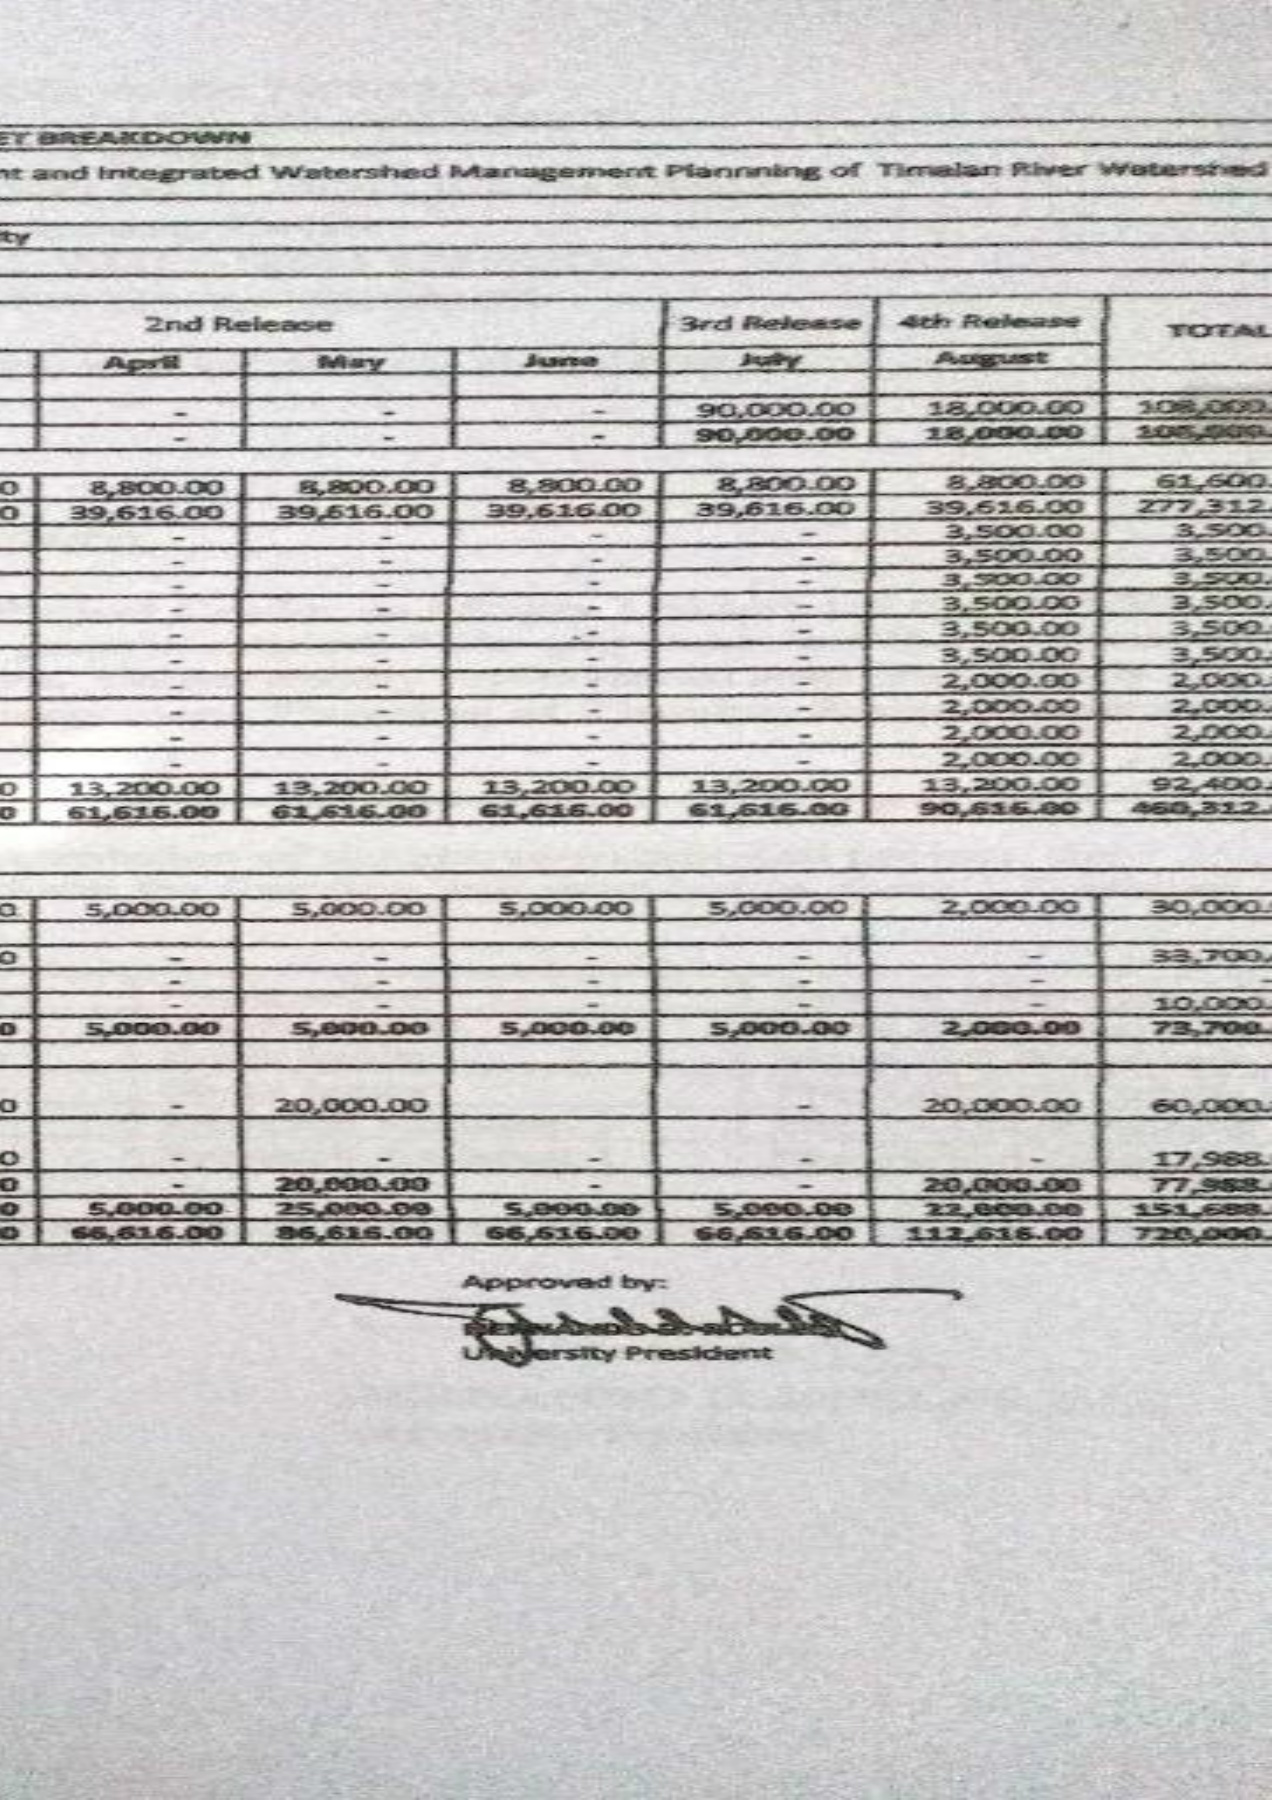 ET BREAKDOWN
nt and Integrated Watershed Management Plannning of Timalan River Watershed
ty
2nd Release 3rd Release 4th Release TOTAL
April May June July August
- - - 90,000.00 18,000.00 108,000
- - - 90,000.00 18,000.00 108,000
0 8,800.00 8,800.00 8,800.00 8,800.00 8,800.00 61,600.
0 39,616.00 39,616.00 39,616.00 39,616.00 39,616.00 277,312.
- - - - 3,500.00 3,500.
- - - - 3,500.00 3,500.
- - - - 3,500.00 3,500.
- - - - 3,500.00 3,500.
- - - - 3,500.00 3,500.
- - - - 3,500.00 3,500.
- - - - 2,000.00 2,000.
- - - - 2,000.00 2,000.
- - - - 2,000.00 2,000.
- - - - 2,000.00 2,000.
0 13,200.00 13,200.00 13,200.00 13,200.00 13,200.00 92,400.
0 61,616.00 61,616.00 61,616.00 61,616.00 90,616.00 460,312.
0 5,000.00 5,000.00 5,000.00 5,000.00 2,000.00 30,000.
0 - - - - - 33,700.
- - - - - -
- - - - - 10,000.
0 5,000.00 5,000.00 5,000.00 5,000.00 2,000.00 73,700.
0 - 20,000.00 - 20,000.00 60,000.
0 - - - - - 17,988.
0 - 20,000.00 - - 20,000.00 77,988.
0 5,000.00 25,000.00 5,000.00 5,000.00 22,000.00 151,688.
0 66,616.00 86,616.00 66,616.00 66,616.00 112,616.00 720,000.
Approved by:
University President